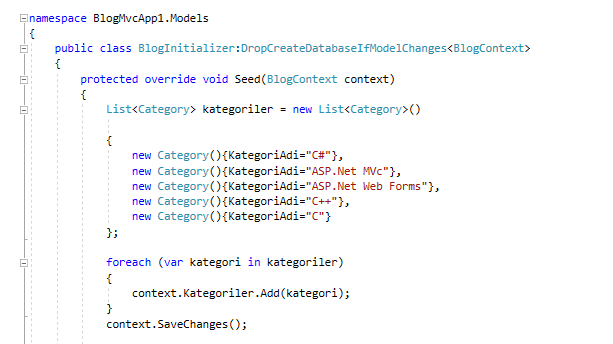 namespace BlogMvcApp1.Models
{
public class BlogInitializer:DropCreateDatabaseIfModelChanges<BlogContext>
{
protected override void Seed(BlogContext context)
{
List<Category> kategoriler = new List<Category>()
{
new Category(){KategoriAdi="C#"},
new Category(){KategoriAdi="ASP.Net MVc"},
new Category(){KategoriAdi="ASP.Net Web Forms"},
new Category(){KategoriAdi="C++"},
new Category(){KategoriAdi="C"}
};
foreach (var kategori in kategoriler)
{
context.Kategoriler.Add(kategori);
}
context.SaveChanges();